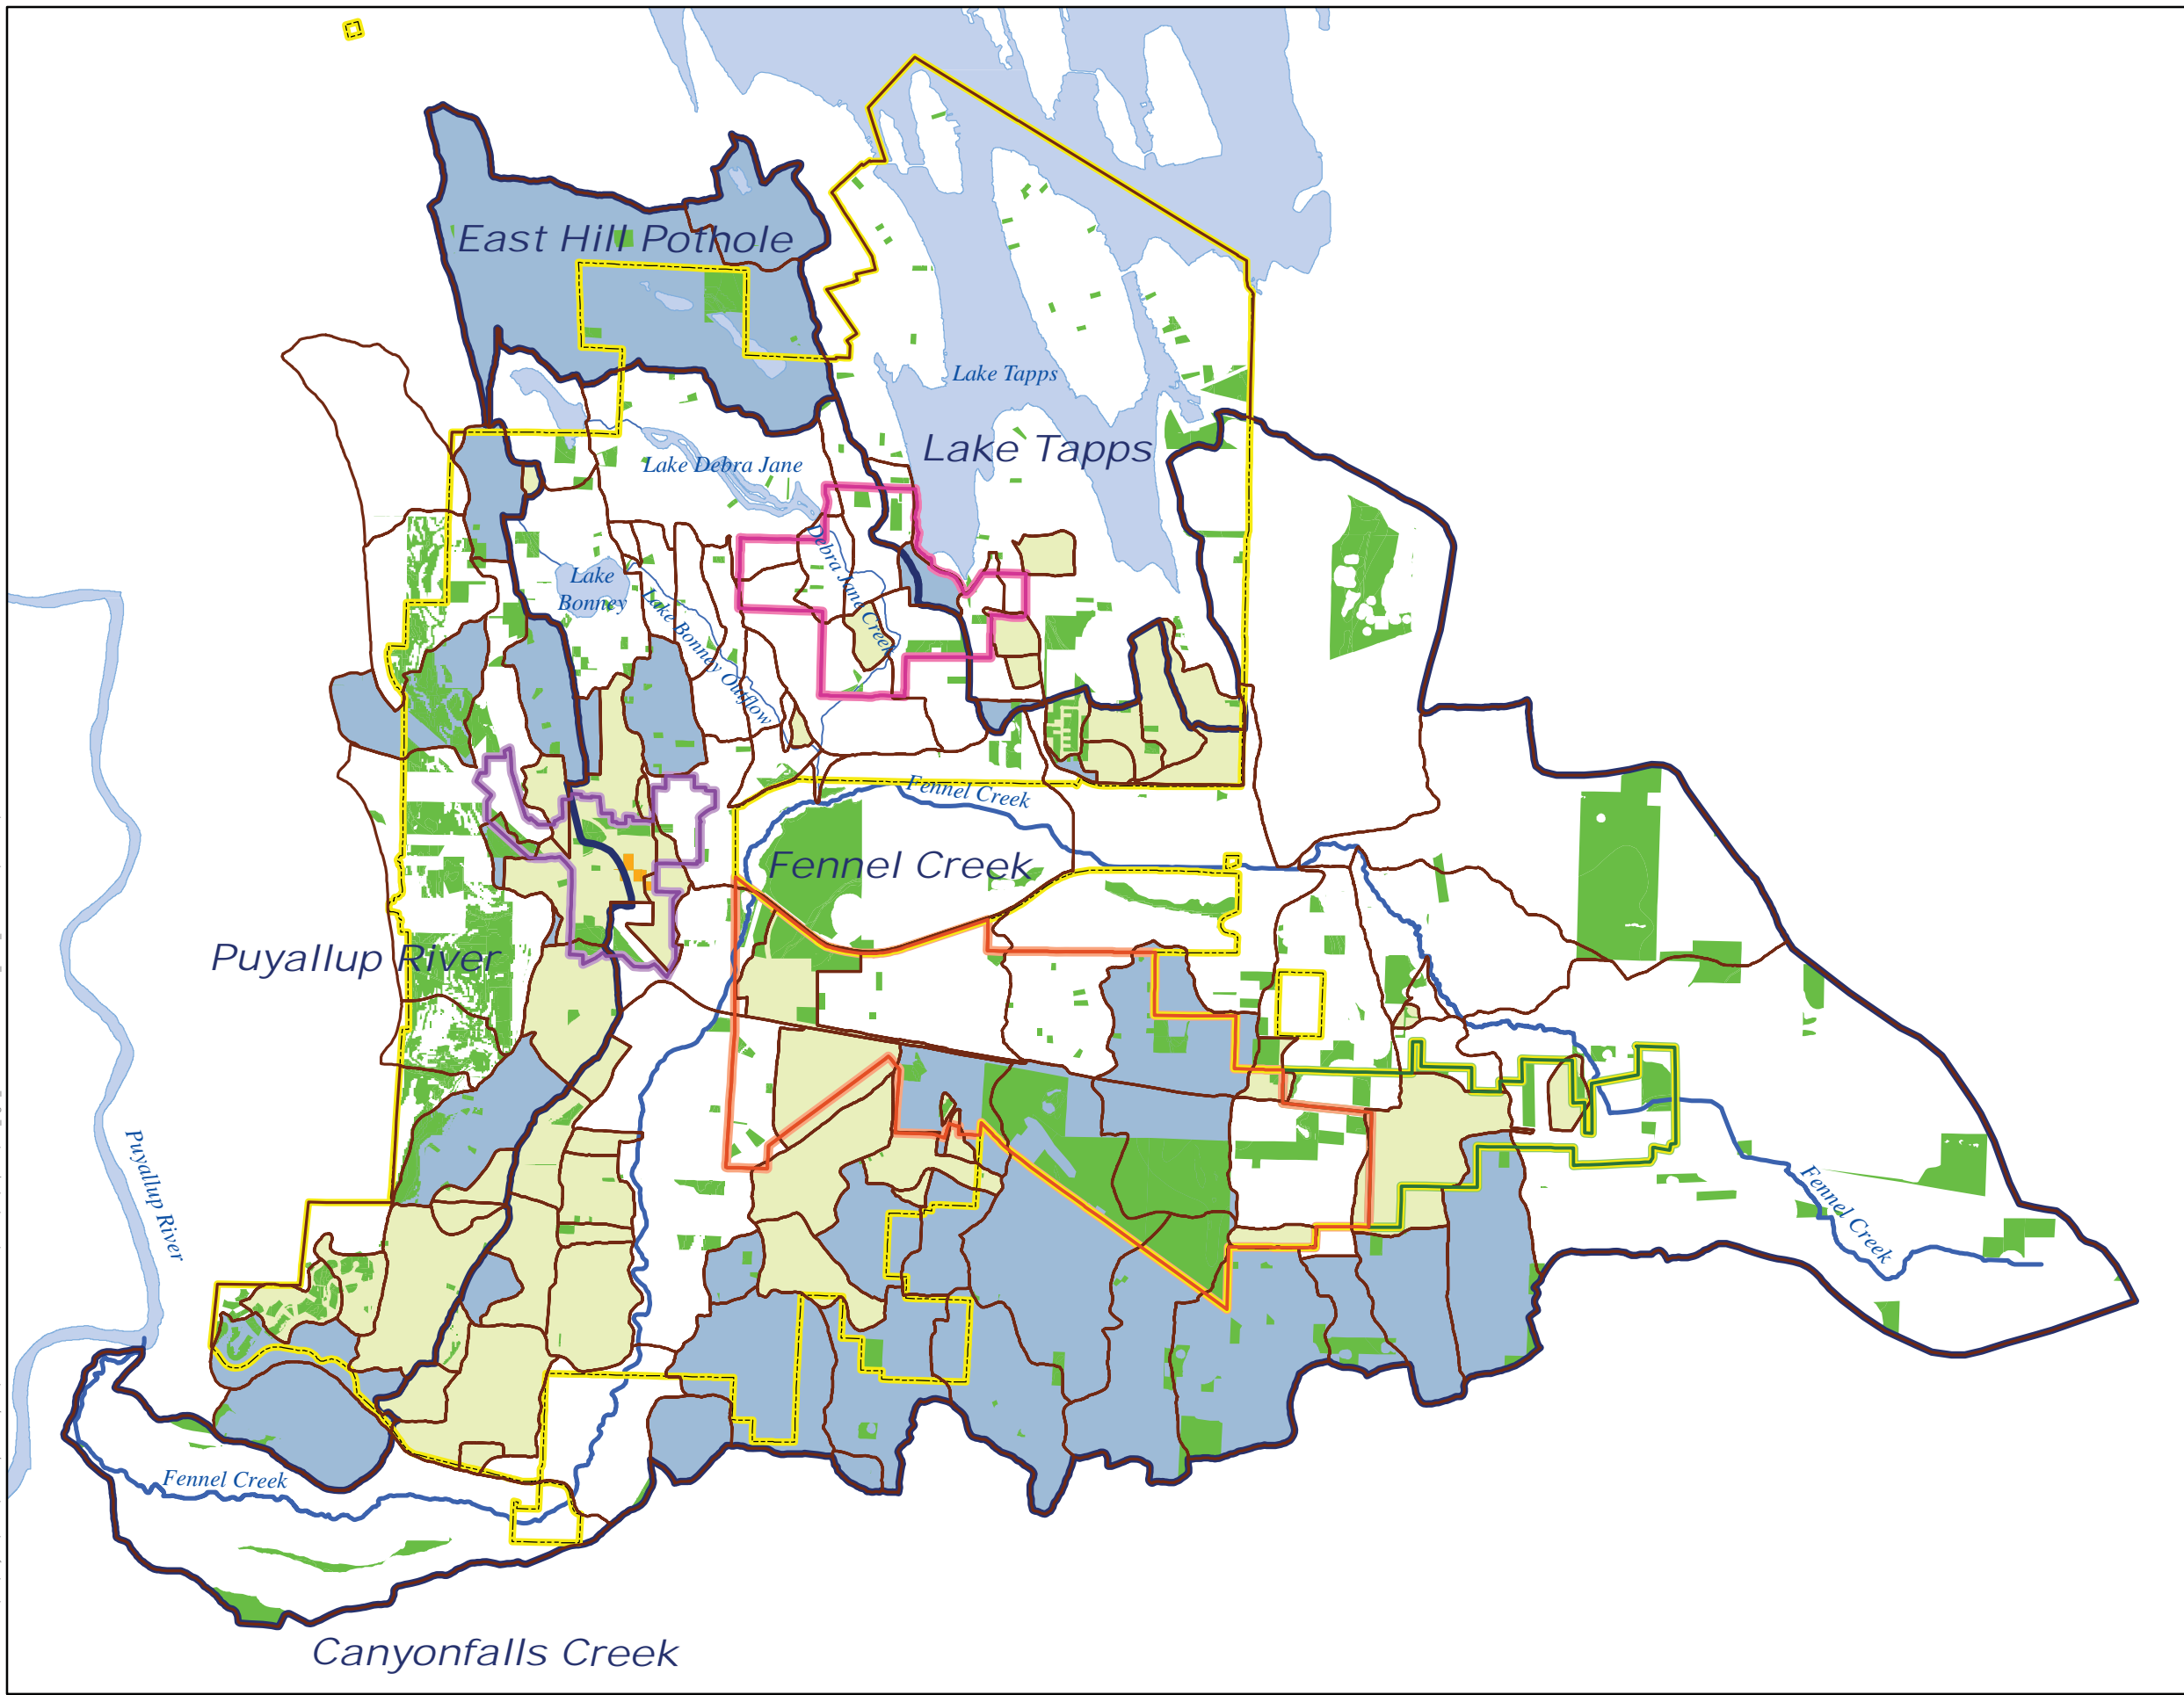 East Hill Pothole
Lake Tapps
Lake Tapps
Lake Debra Jane
Debra Jane Creek
Lake
Bonney
Lake Bonney Outflow
Fennel Creek
Fennel Creek
Puyallup River
Puyallup River
Fennel Creek
Fennel Creek
Canyonfalls Creek